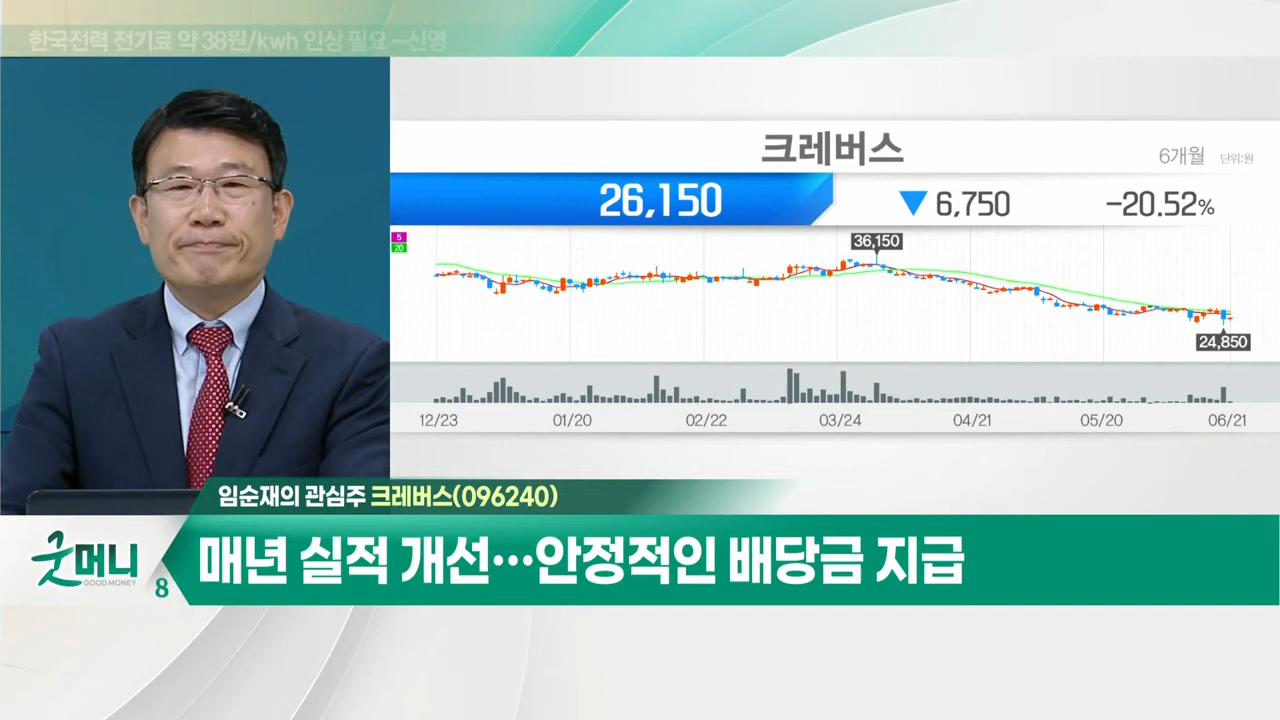 한국전력 전기료 약 38원/kwh 인상 필요 -신영
크레버스
6개월 단위:원
26,150 ▼ 6,750 -20.52%
5
20
36,150
24,850
12/23 01/20 02/22 03/24 04/21 05/20 06/21
임순재의 관심주 크레버스(096240)
굿머니
GOOD MONEY
8
매년 실적 개선…안정적인 배당금 지급